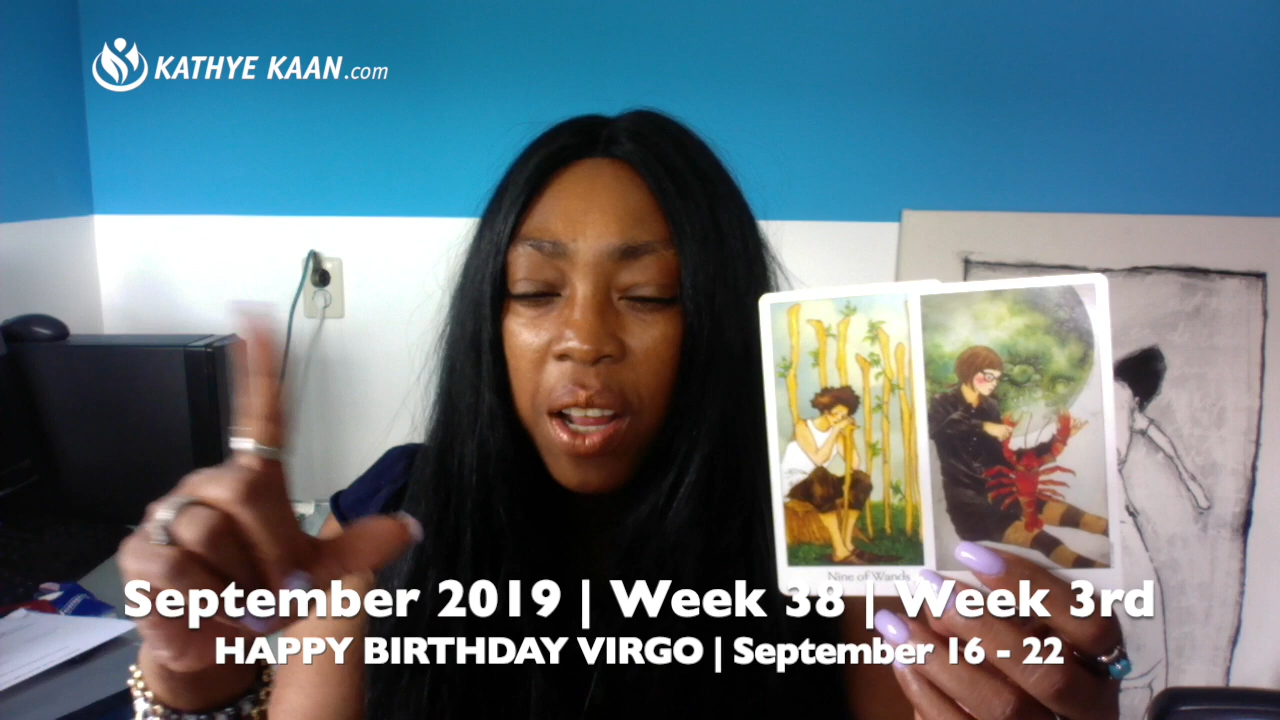 KATHYE KAAN.com
Nine of Wands
September 2019 | Week 38 | Week 3rd
HAPPY BIRTHDAY VIRGO | September 16 - 22